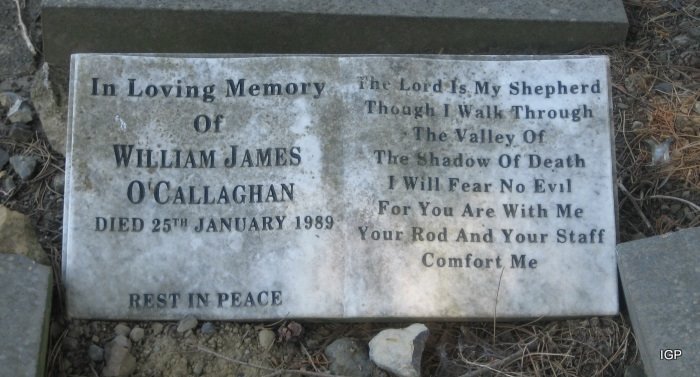 In Loving Memory
Of
WILLIAM JAMES
O'CALLAGHAN
DIED 25TH JANUARY 1989
REST IN PEACE
The Lord Is My Shepherd
Though I Walk Through
The Valley Of
The Shadow Of Death
I Will Fear No Evil
For You Are With Me
Your Rod And Your Staff
Comfort Me
IGP